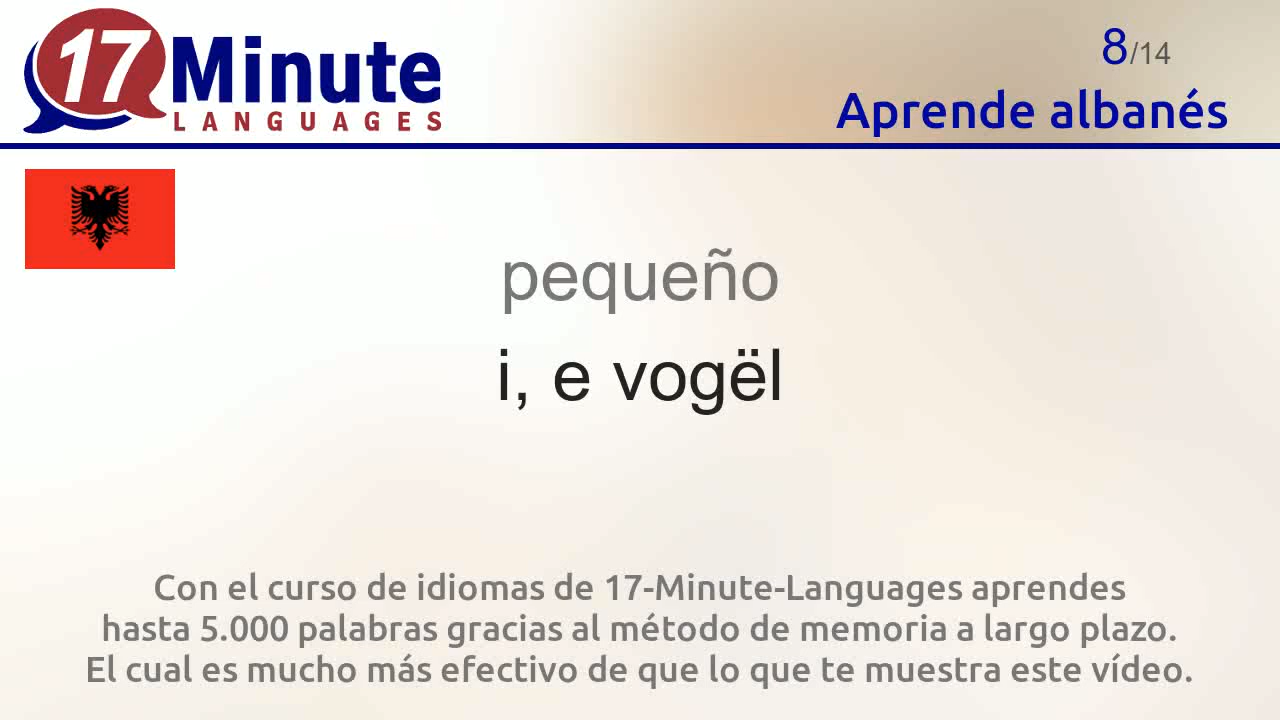 17 Minute
LANGUAGES
8/14
Aprende albanés
pequeño
i, e vogël
Con el curso de idiomas de 17-Minute-Languages aprendes
hasta 5.000 palabras gracias al método de memoria a largo plazo.
El cual es mucho más efectivo de que lo que te muestra este vídeo.